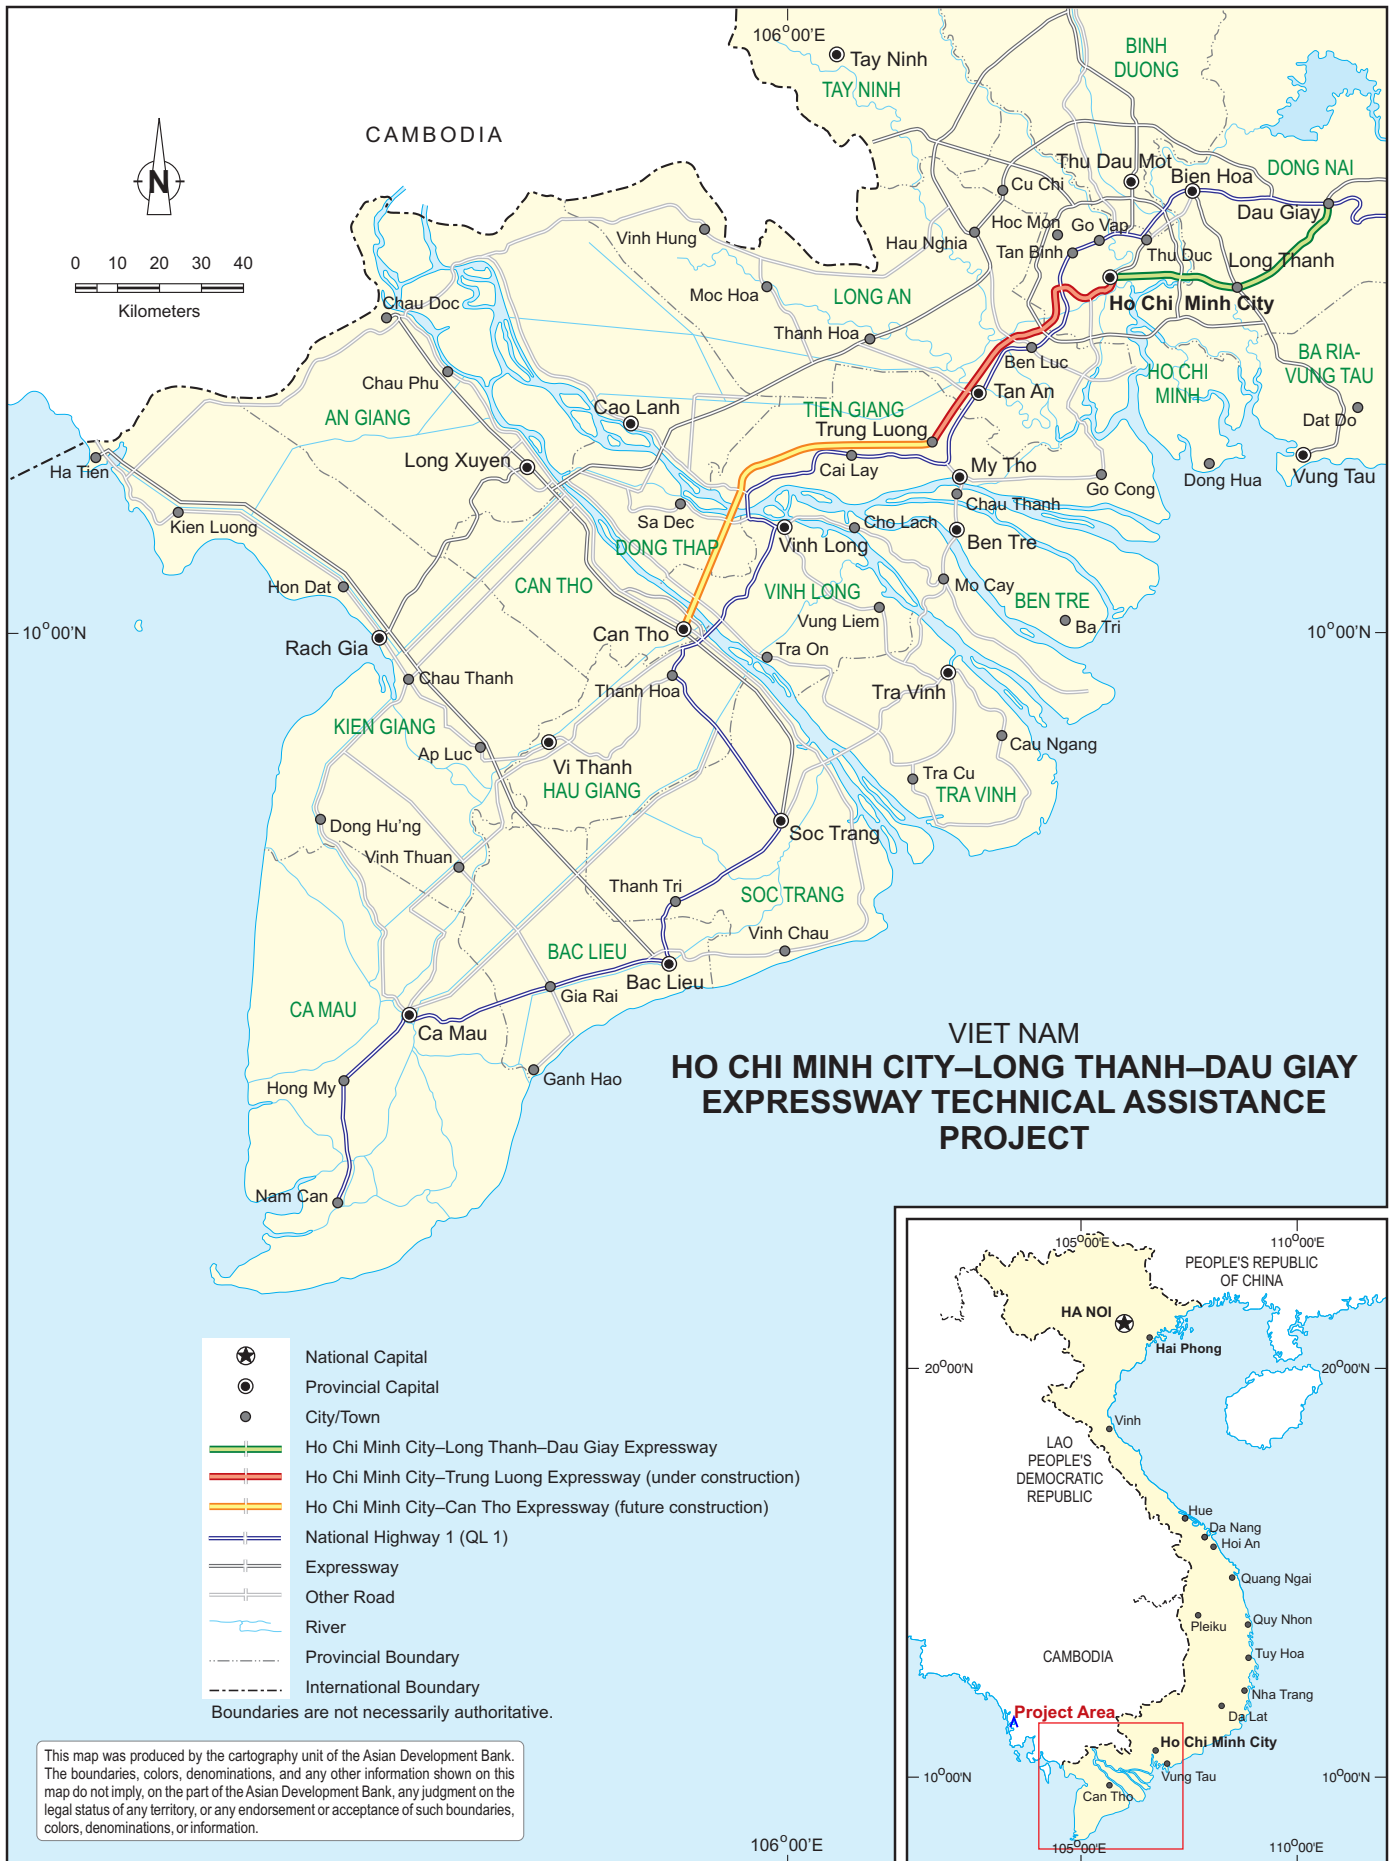 106°00'E
Tay Ninh
TAY NINH
BINH
DUONG
CAMBODIA
N
0 10 20 30 40
Kilometers
Thu Dau Mot
Bien Hoa
DONG NAI
Cu Chi
Dau Giay
Hoc Mon
Go Vap
Hau Nghia
Tan Binh
Thu Duc
Long Thanh
Vinh Hung
Moc Hoa
LONG AN
Ho Chi Minh City
Chau Doc
Thanh Hoa
Ben Luc
HO CHI
MINH
BA RIA-
VUNG TAU
Chau Phu
AN GIANG
Cao Lanh
TIEN GIANG
Tan An
Trung Luong
Dat Do
Ha Tien
Long Xuyen
Cai Lay
My Tho
Go Cong
Dong Hua
Vung Tau
Kien Luong
Sa Dec
Chau Thanh
Cho Lach
DONG THAP
Vinh Long
Ben Tre
Hon Dat
CAN THO
VINH LONG
Mo Cay
BEN TRE
Vung Liem
Ba Tri
10°00'N
10°00'N
Rach Gia
Can Tho
Tra On
Chau Thanh
Thanh Hoa
Tra Vinh
KIEN GIANG
Ap Luc
Vi Thanh
HAU GIANG
Cau Ngang
Tra Cu
TRA VINH
Dong Hu'ng
Soc Trang
Vinh Thuan
Thanh Tri
SOC TRANG
Vinh Chau
BAC LIEU
Bac Lieu
Gia Rai
CA MAU
Ca Mau
Hong My
Ganh Hao
Nam Can
VIET NAM
HO CHI MINH CITY–LONG THANH–DAU GIAY
EXPRESSWAY TECHNICAL ASSISTANCE
PROJECT
National Capital
Provincial Capital
City/Town
Ho Chi Minh City–Long Thanh–Dau Giay Expressway
Ho Chi Minh City–Trung Luong Expressway (under construction)
Ho Chi Minh City–Can Tho Expressway (future construction)
National Highway 1 (QL 1)
Expressway
Other Road
River
Provincial Boundary
International Boundary
Boundaries are not necessarily authoritative.
This map was produced by the cartography unit of the Asian Development Bank.
The boundaries, colors, denominations, and any other information shown on this
map do not imply, on the part of the Asian Development Bank, any judgment on the
legal status of any territory, or any endorsement or acceptance of such boundaries,
colors, denominations, or information.
106°00'E
105°00'E
110°00'E
PEOPLE'S REPUBLIC
OF CHINA
HA NOI
Hai Phong
20°00'N
20°00'N
Vinh
LAO
PEOPLE'S
DEMOCRATIC
REPUBLIC
Hue
Da Nang
Hoi An
Quang Ngai
Pleiku
Quy Nhon
CAMBODIA
Tuy Hoa
Nha Trang
Da Lat
Project Area
Ho Chi Minh City
Vung Tau
10°00'N
10°00'N
Can Tho
105°00'E
110°00'E